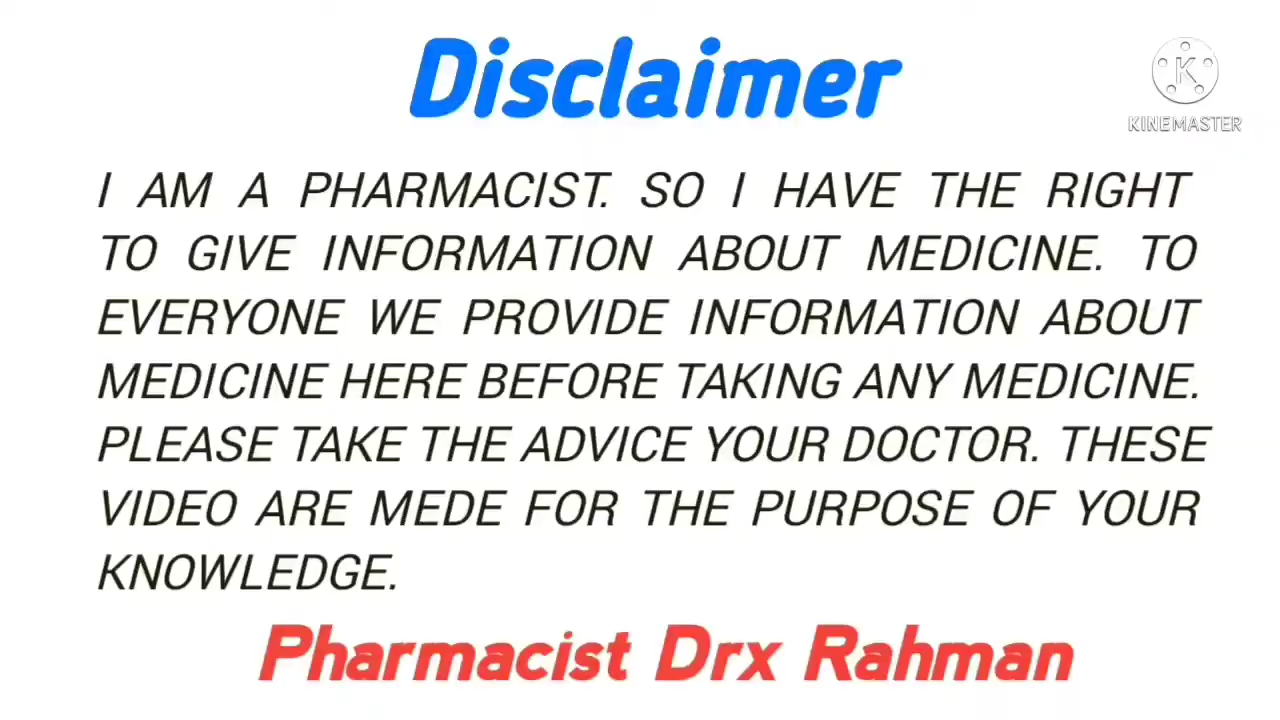 Disclaimer
KINEMASTER
I AM A PHARMACIST. SO I HAVE THE RIGHT
TO GIVE INFORMATION ABOUT MEDICINE. TO
EVERYONE WE PROVIDE INFORMATION ABOUT
MEDICINE HERE BEFORE TAKING ANY MEDICINE.
PLEASE TAKE THE ADVICE YOUR DOCTOR. THESE
VIDEO ARE MEDE FOR THE PURPOSE OF YOUR
KNOWLEDGE.
Pharmacist Drx Rahman